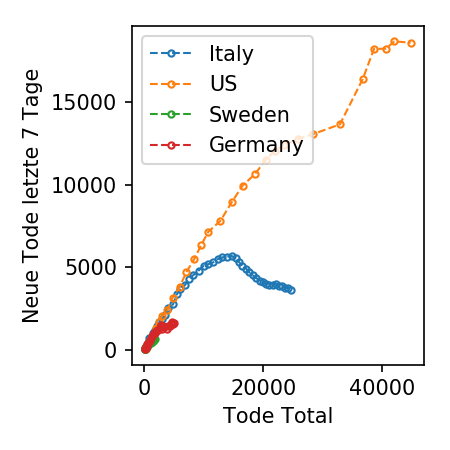 Italy
US
Sweden
Germany
15000
10000
5000
0
Neue Tode letzte 7 Tage
0
20000
40000
Tode Total